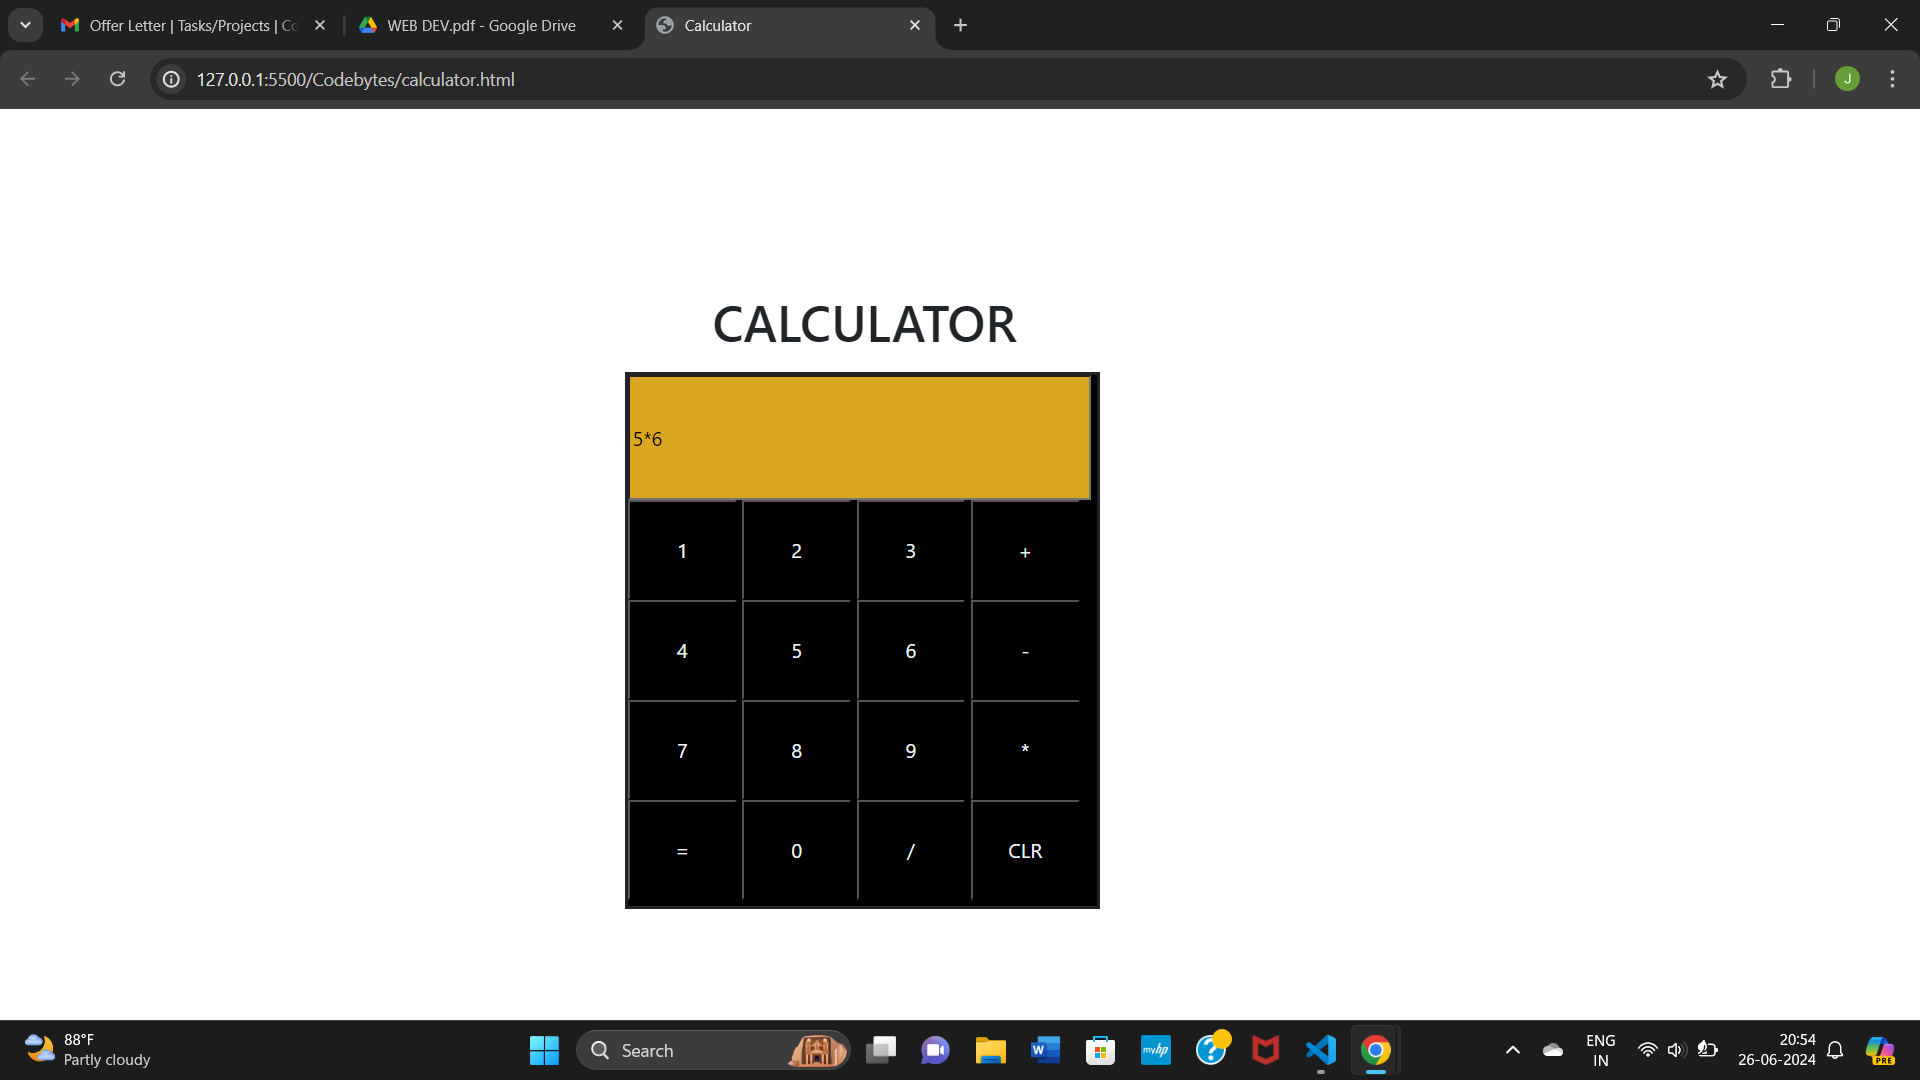 Offer Letter | Tasks/Projects | Co
WEB DEV.pdf - Google Drive
Calculator
127.0.0.1:5500/Codebytes/calculator.html
J
CALCULATOR
5*6
1 2 3 +
4 5 6 -
7 8 9 *
= 0 / CLR
88°F
Partly cloudy
Search
W
myhp
?
ENG
IN
20:54
26-06-2024
PRE